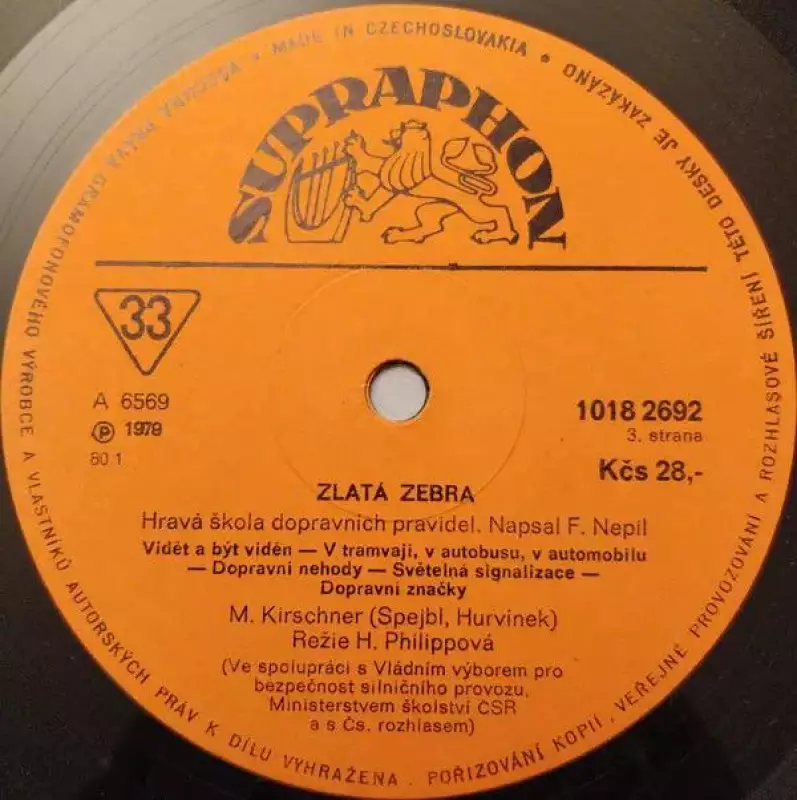 SUPRAPHON
33
A 6569
℗ 1979
80 1
1018 2692
3. strana
Kčs 28,-
ZLATÁ ZEBRA
Hravá škola dopravních pravidel. Napsal F. Nepil
Vidět a být viděn — V tramvaji, v autobusu, v automobilu
— Dopravní nehody — Světelná signalizace —
Dopravní značky
M. Kirschner (Spejbl, Hurvínek)
Režie H. Philippová
(Ve spolupráci s Vládním výborem pro
bezpečnost silničního provozu,
Ministerstvem školství ČSR
a s Čs. rozhlasem)
VŠECHNA PRÁVA GRAMOFONOVÉHO VÝROBCE A VLASTNÍKŮ AUTORSKÝCH PRÁV K DÍLU VYHRAŽENA . POŘIZOVÁNÍ KOPIÍ, VEŘEJNÉ PROVOZOVÁNÍ A ROZHLASOVÉ ŠÍŘENÍ TÉTO DESKY JE ZAKÁZÁNO • MADE IN CZECHOSLOVAKIA •